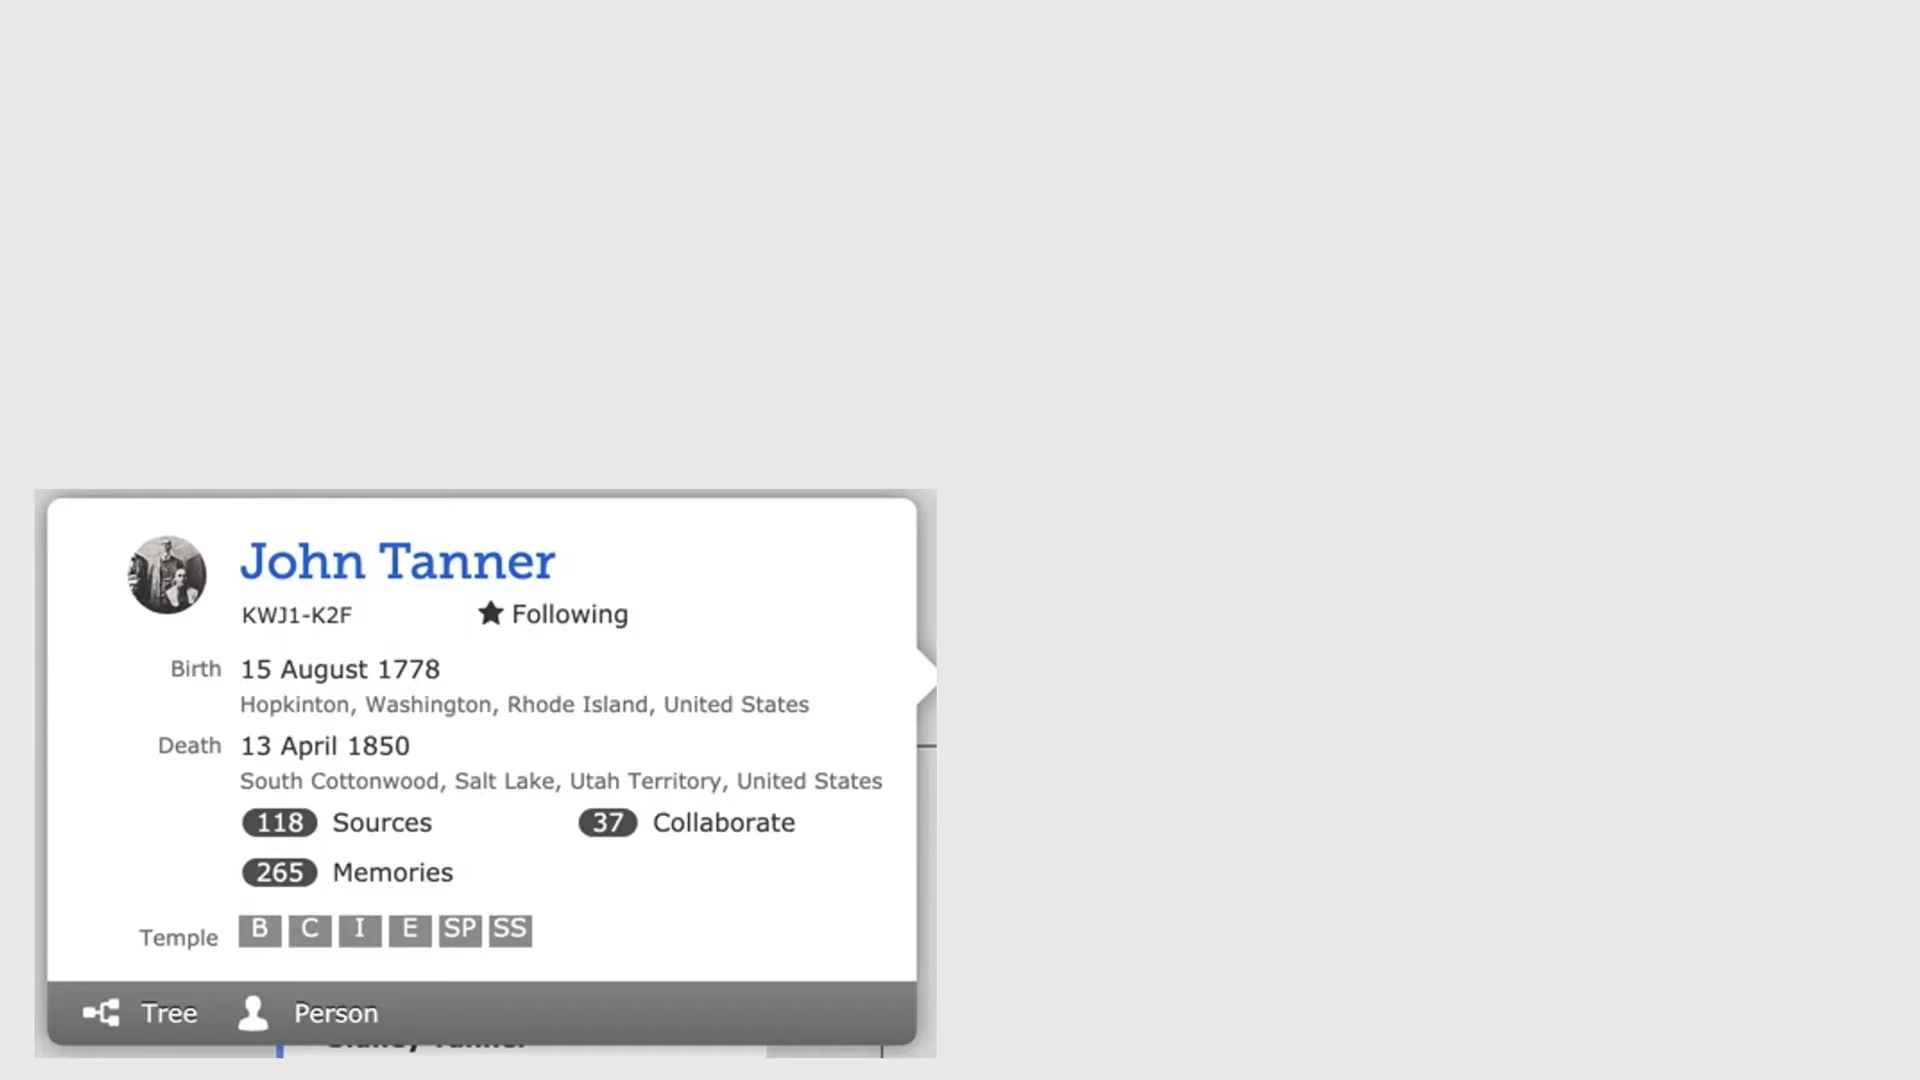 John Tanner
KWJ1-K2F ★ Following
Birth 15 August 1778
Hopkinton, Washington, Rhode Island, United States
Death 13 April 1850
South Cottonwood, Salt Lake, Utah Territory, United States
118 Sources 37 Collaborate
265 Memories
Temple B C I E SP SS
Tree Person